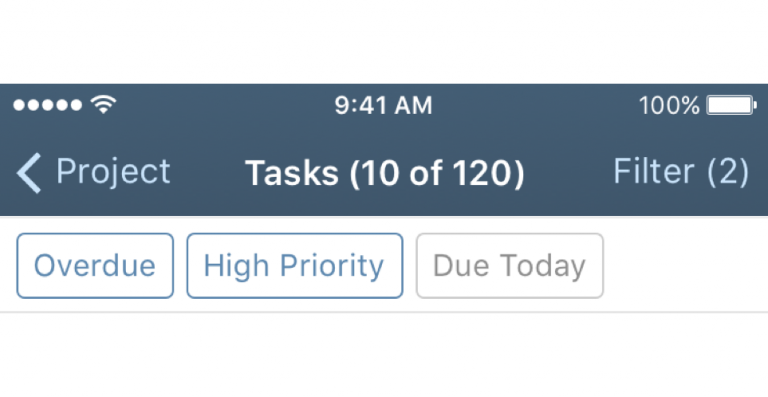 9:41 AM 100%
Project Tasks (10 of 120) Filter (2)
Overdue High Priority Due Today